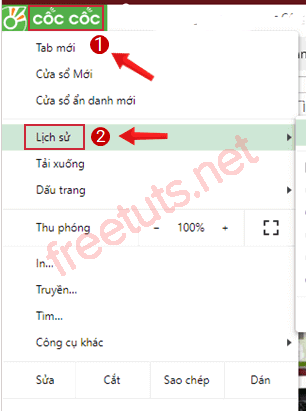 CỐC CỐC
Tab mới 1
Cửa sổ Mới
Cửa sổ ẩn danh mới
Lịch sử 2
Tải xuống
Dấu trang
Thu phóng - 100% +
In...
Truyền...
Tìm...
Công cụ khác
Sửa Cắt Sao chép Dán
freetuts.net